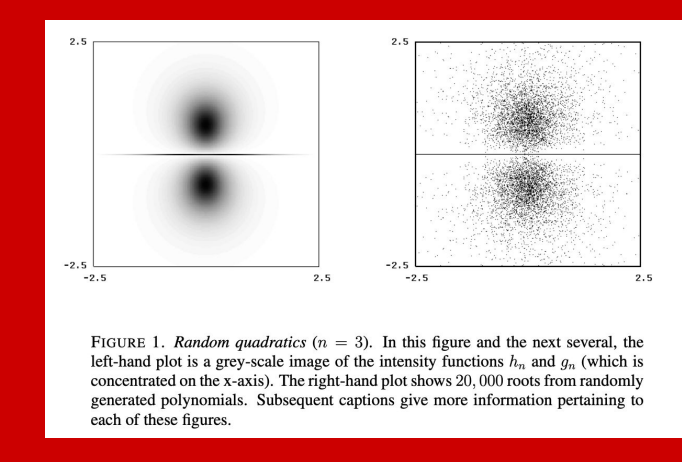 2.5
2.5
-2.5
-2.5
-2.5
2.5
-2.5
2.5
FIGURE 1. Random quadratics (n = 3). In this figure and the next several, the
left-hand plot is a grey-scale image of the intensity functions hₙ and gₙ (which is
concentrated on the x-axis). The right-hand plot shows 20, 000 roots from randomly
generated polynomials. Subsequent captions give more information pertaining to
each of these figures.